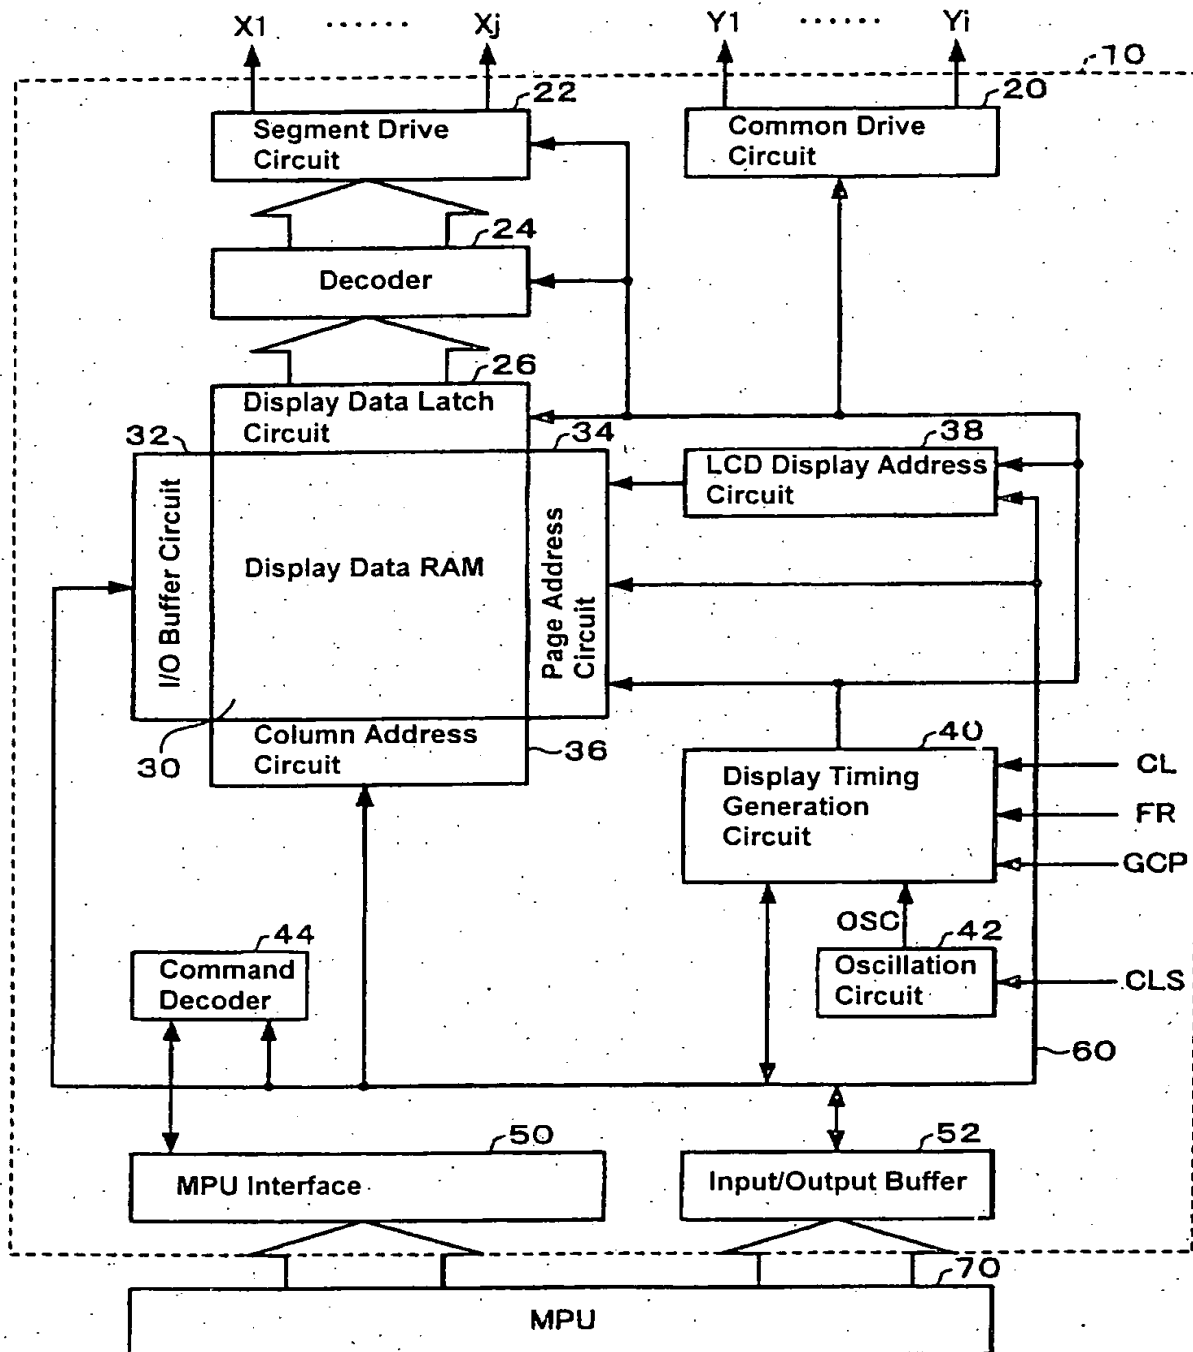 X1 ...... Xj Y1 ...... Yi
10
22
Segment Drive
Circuit
20
Common Drive
Circuit
24
Decoder
26
Display Data Latch
Circuit
32
34
38
LCD Display Address
Circuit
I/O Buffer Circuit
Display Data RAM
Page Address
Circuit
30
Column Address
Circuit
36
40
Display Timing
Generation
Circuit
CL
FR
GCP
OSC
42
Oscillation
Circuit
CLS
44
Command
Decoder
60
50
MPU Interface
52
Input/Output Buffer
70
MPU